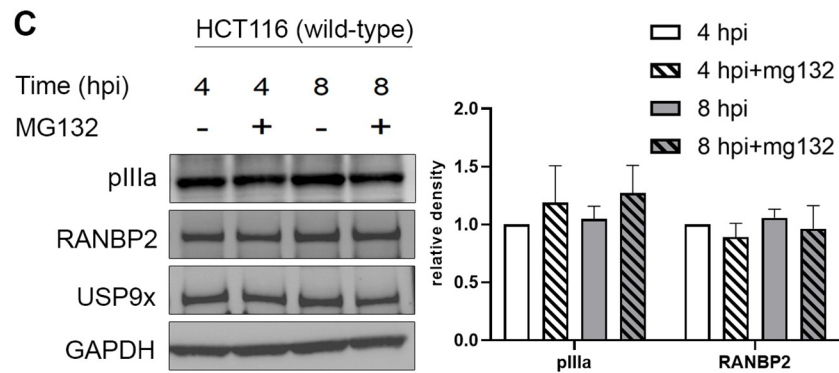 C
HCT116 (wild-type)
Time (hpi) 4 4 8 8
MG132 - + - +
pIIIa
RANBP2
USP9x
GAPDH
4 hpi
4 hpi+mg132
8 hpi
8 hpi+mg132
relative density
2.0
1.5
1.0
0.5
0.0
pIIIa RANBP2